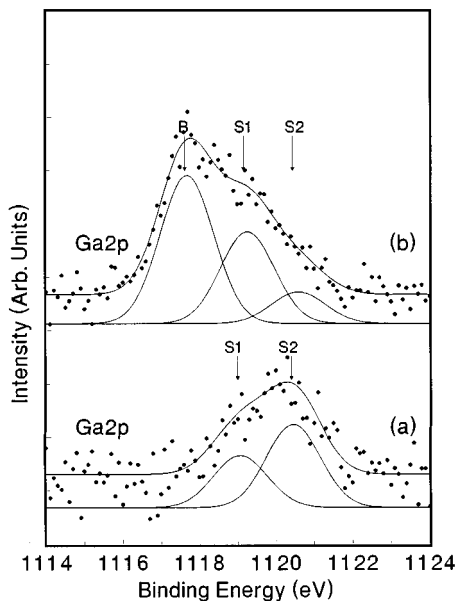 B S1 S2
Ga2p (b)
S1 S2
Ga2p (a)
Intensity (Arb. Units)
1114 1116 1118 1120 1122 1124
Binding Energy (eV)